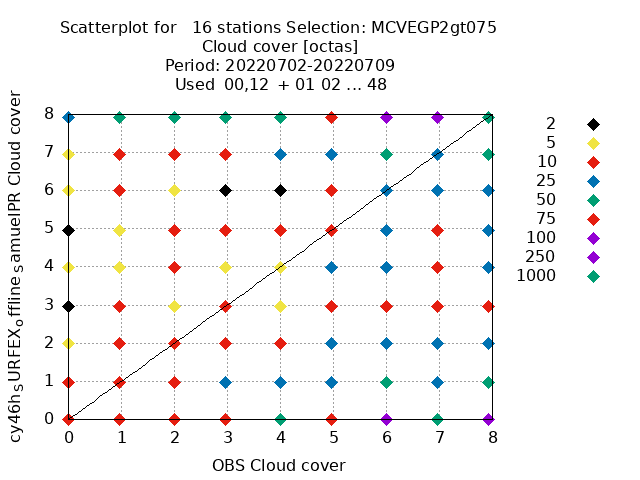 Scatterplot for   16 stations Selection: MCVEGP2gt075
Cloud cover [octas]
Period: 20220702-20220709
Used  00,12  + 01 02 ... 48
cy46h_SURFEX_offline_samuelPR Cloud cover
8
7
6
5
4
3
2
1
0
0 1 2 3 4 5 6 7 8
OBS Cloud cover
2
5
10
25
50
75
100
250
1000